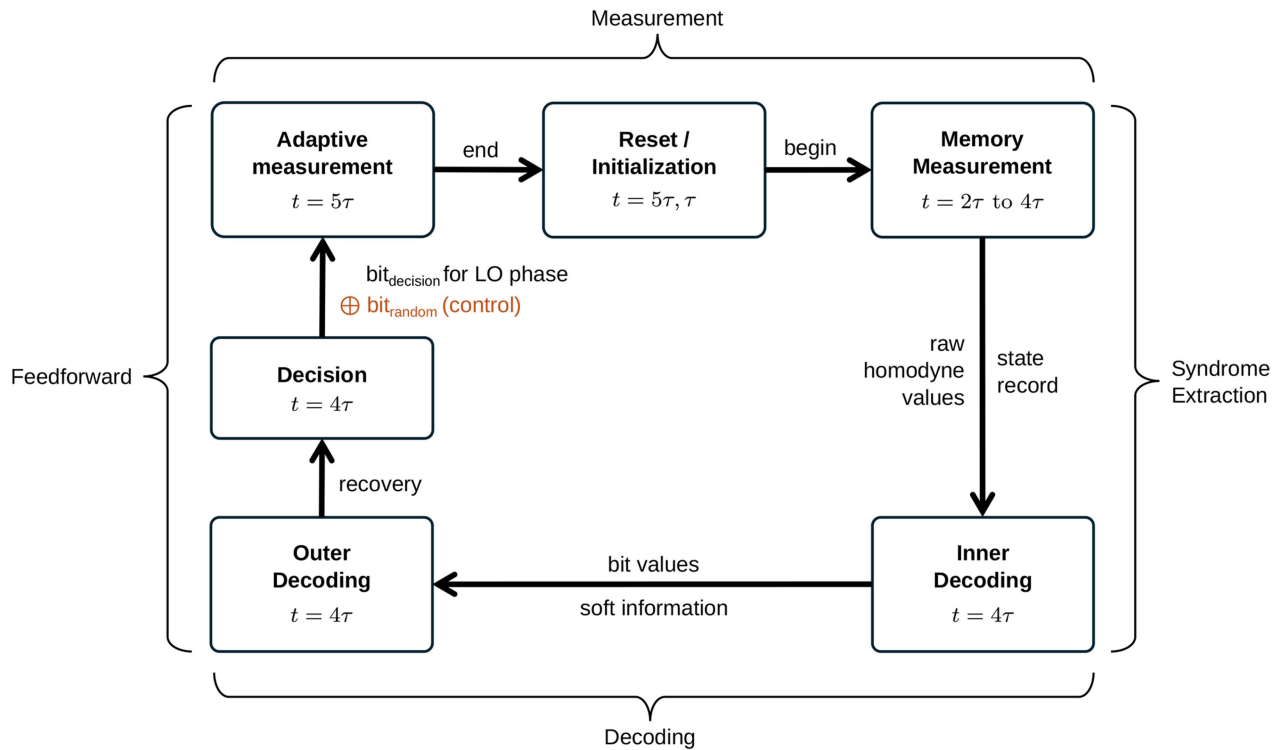 Measurement
Adaptive
measurement
t = 5τ
end
Reset /
Initialization
t = 5τ, τ
begin
Memory
Measurement
t = 2τ to 4τ
bit_decision for LO phase
⊕ bit_random (control)
raw
homodyne
values
state
record
Feedforward
Decision
t = 4τ
Syndrome
Extraction
recovery
Outer
Decoding
t = 4τ
bit values
soft information
Inner
Decoding
t = 4τ
Decoding